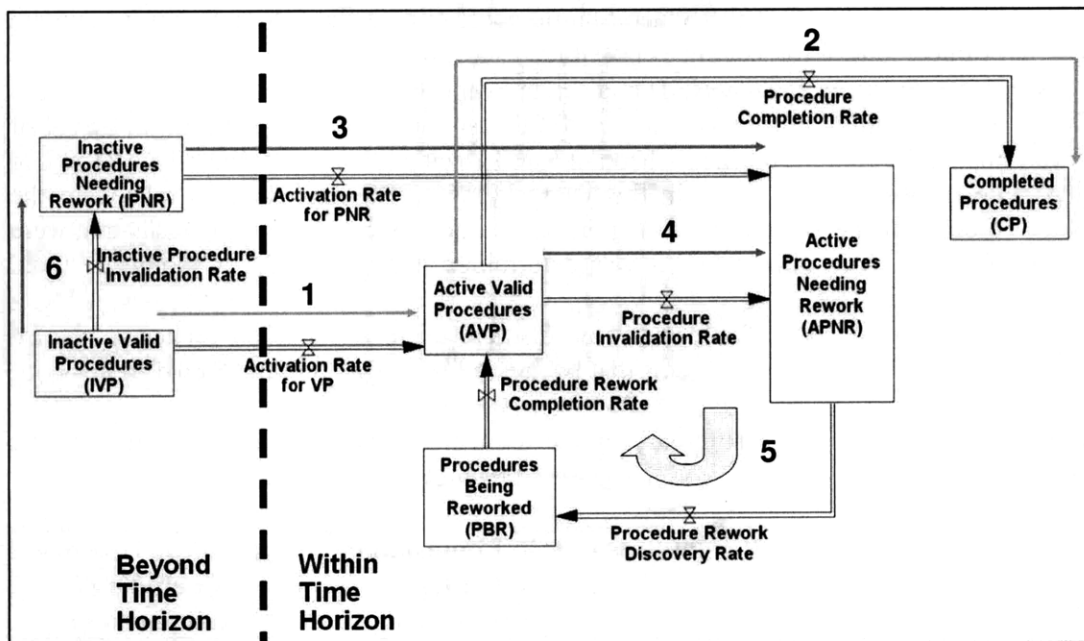 2
Procedure
Completion Rate
Inactive
Procedures
Needing
Rework (IPNR)
3
Activation Rate
for PNR
Completed
Procedures
(CP)
6
Inactive Procedure
Invalidation Rate
4
Active
Procedures
Needing
Rework
(APNR)
1
Active Valid
Procedures
(AVP)
Procedure
Invalidation Rate
Inactive Valid
Procedures
(IVP)
Activation Rate
for VP
Procedure Rework
Completion Rate
5
Procedures
Being
Reworked
(PBR)
Procedure Rework
Discovery Rate
Beyond
Time
Horizon
Within
Time
Horizon